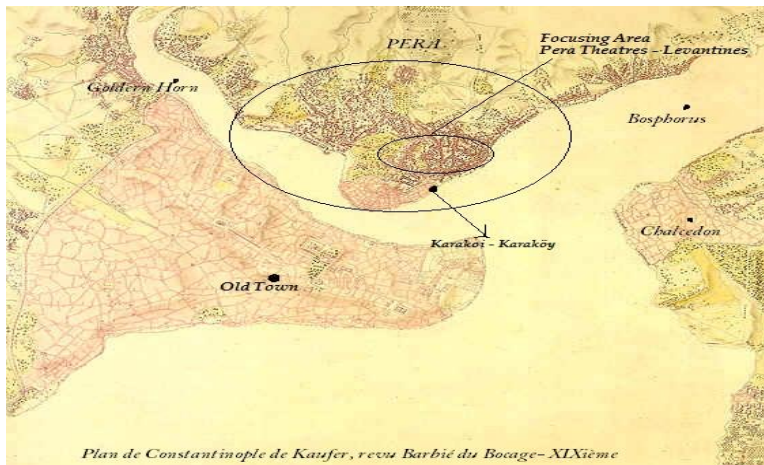 PERA
Focusing Area
Pera Theatres – Levantines
Goldern Horn
Bosphorus
Karakoi - Karaköy
Chalcedon
Old Town
Plan de Constantinople de Kaufer, revu Barbié du Bocage– XIXième